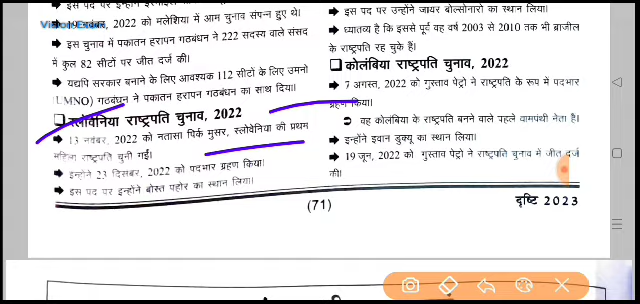 ➡ 19 नवंबर, 2022 को मलेशिया में आम चुनाव संपन्न हुए थे।
➡ इस चुनाव में पकातन हरापन गठबंधन ने 222 सदस्य वाले संसद
में कुल 82 सीटों पर जीत दर्ज की।
➡ यद्यपि सरकार बनाने के लिए आवश्यक 112 सीटों के लिए उमनो
(UMNO) गठबंधन ने पकातन हरापन गठबंधन का साथ दिया।
❑ स्लोवेनिया राष्ट्रपति चुनाव, 2022
➡ 13 नवंबर, 2022 को नतासा पिर्क मुसर, स्लोवेनिया की प्रथम
महिला राष्ट्रपति चुनी गईं।
➡ इन्होंने 23 दिसंबर, 2022 को पदभार ग्रहण किया।
➡ इस पद पर इन्होंने बोरुत पहोर का स्थान लिया।
➡ इस पद पर उन्होंने जायर बोल्सोनारो का स्थान लिया।
➡ ध्यातव्य है कि इससे पूर्व वह वर्ष 2003 से 2010 तक भी ब्राजील
के राष्ट्रपति रह चुके हैं।
❑ कोलंबिया राष्ट्रपति चुनाव, 2022
➡ 7 अगस्त, 2022 को गुस्ताव पेट्रो ने राष्ट्रपति के रूप में पदभार
ग्रहण किया।
➲ वह कोलंबिया के राष्ट्रपति बनने वाले पहले वामपंथी नेता हैं।
➡ इन्होंने इवान डुक्यू का स्थान लिया।
➡ 19 जून, 2022 को गुस्ताव पेट्रो ने राष्ट्रपति चुनाव में जीत दर्ज
की।
(71)
दृष्टि 2023